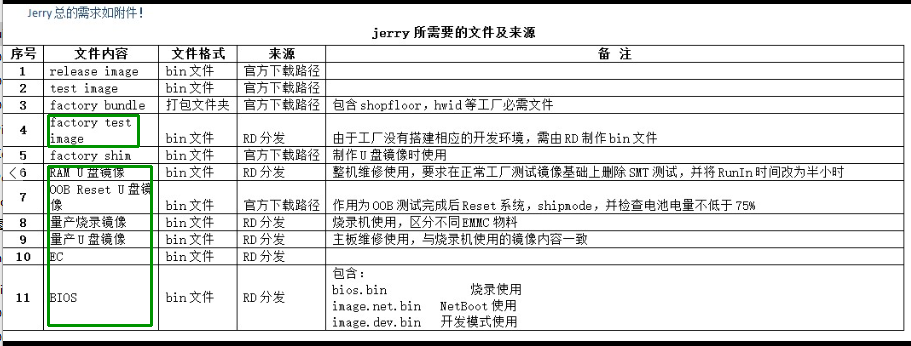 Jerry总的需求如附件！
jerry所需要的文件及来源
序号 文件内容 文件格式 来源 备 注
1 release image bin文件 官方下载路径
2 test image bin文件 官方下载路径
3 factory bundle 打包文件夹 官方下载路径 包含shopfloor，hwid等工厂必需文件
4 factory test image bin文件 RD分发 由于工厂没有搭建相应的开发环境，需由RD制作bin文件
5 factory shim bin文件 官方下载路径 制作U盘镜像时使用
6 RAM U盘镜像 bin文件 RD分发 整机维修使用，要求在正常工厂测试镜像基础上删除SMT测试，并将RunIn时间改为半小时
7 OOB Reset U盘镜像 bin文件 官方下载路径 作用为OOB测试完成后Reset系统，shipmode，并检查电池电量不低于75%
8 量产烧录镜像 bin文件 RD分发 烧录机使用，区分不同EMMC物料
9 量产U盘镜像 bin文件 RD分发 主板维修使用，与烧录机使用的镜像内容一致
10 EC bin文件 RD分发
11 BIOS bin文件 RD分发 包含：
bios.bin 烧录使用
image.net.bin NetBoot使用
image.dev.bin 开发模式使用